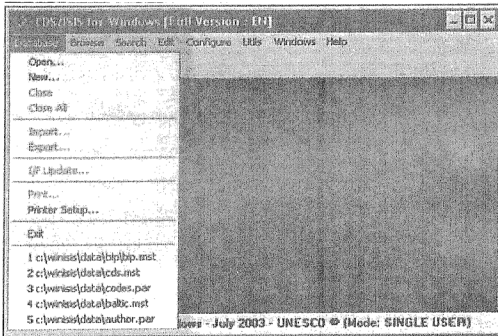 CDS/ISIS for Windows [Full Version - EN]
Database Browse Search Edit Configure Utils Windows Help
Open...
New...
Close
Close All
Import...
Export...
I/F Update...
Print...
Printer Setup...
Exit
1 c:\winisis\data\bip\bip.mst
2 c:\winisis\data\cds.mst
3 c:\winisis\data\codes.par
4 c:\winisis\data\baltic.mst
5 c:\winisis\data\author.par
ows - July 2003 - UNESCO © (Mode: SINGLE USER)